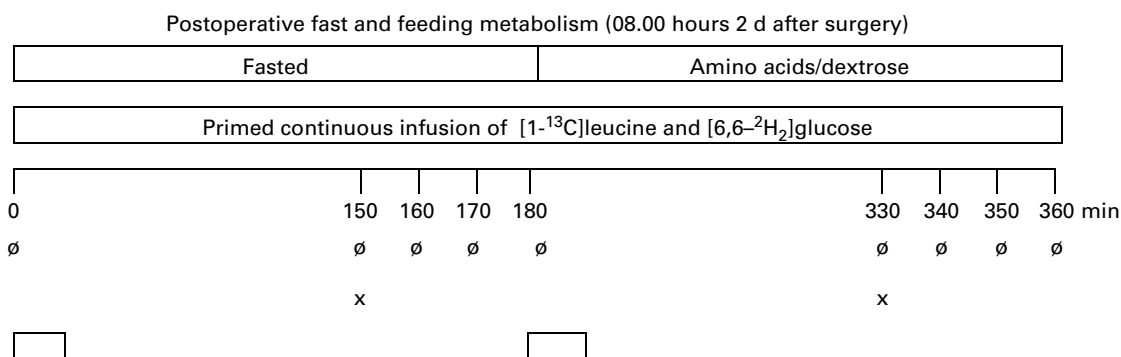 Postoperative fast and feeding metabolism (08.00 hours 2 d after surgery)
Fasted Amino acids/dextrose
Primed continuous infusion of [1-¹³C]leucine and [6,6–²H₂]glucose
0 150 160 170 180 330 340 350 360 min
ø ø ø ø ø ø ø ø ø
x x